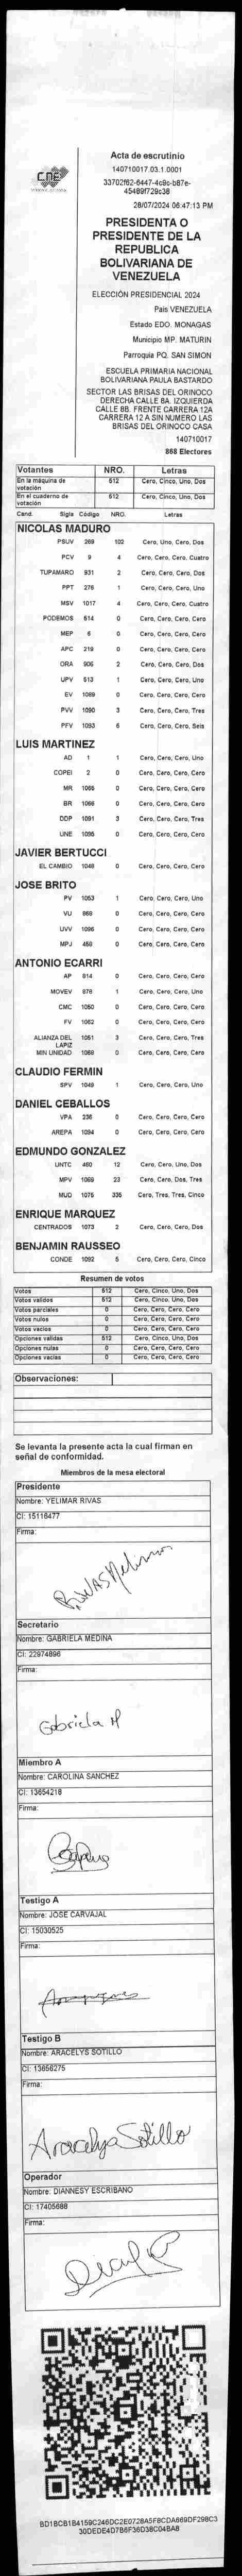 CNE
Acta de escrutinio
140710017.03.1.0001
33702f62-6447-4c9c-b87e-
45489f729c38
28/07/2024 06:47:13 PM
PRESIDENTA O
PRESIDENTE DE LA
REPUBLICA
BOLIVARIANA DE
VENEZUELA
ELECCIÓN PRESIDENCIAL 2024
País VENEZUELA
Estado EDO. MONAGAS
Municipio MP. MATURIN
Parroquia PQ. SAN SIMON
ESCUELA PRIMARIA NACIONAL
BOLIVARIANA PAULA BASTARDO
SECTOR LAS BRISAS DEL ORINOCO
DERECHA CALLE 8A. IZQUIERDA
CALLE 8B. FRENTE CARRERA 12A
CARRERA 12 A SIN NUMERO LAS
BRISAS DEL ORINOCO CASA
140710017
868 Electores
Votantes NRO. Letras
En la máquina de votación 512 Cero, Cinco, Uno, Dos
En el cuaderno de votación 512 Cero, Cinco, Uno, Dos
Cand. Sigla Código NRO. Letras
NICOLAS MADURO
PSUV 269 102 Cero, Uno, Cero, Dos
PCV 9 4 Cero, Cero, Cero, Cuatro
TUPAMARO 931 2 Cero, Cero, Cero, Dos
PPT 276 1 Cero, Cero, Cero, Uno
MSV 1017 4 Cero, Cero, Cero, Cuatro
PODEMOS 514 0 Cero, Cero, Cero, Cero
MEP 6 0 Cero, Cero, Cero, Cero
APC 219 0 Cero, Cero, Cero, Cero
ORA 906 2 Cero, Cero, Cero, Dos
UPV 513 1 Cero, Cero, Cero, Uno
EV 1089 0 Cero, Cero, Cero, Cero
PVV 1090 3 Cero, Cero, Cero, Tres
PFV 1093 6 Cero, Cero, Cero, Seis
LUIS MARTINEZ
AD 1 1 Cero, Cero, Cero, Uno
COPEI 2 0 Cero, Cero, Cero, Cero
MR 1065 0 Cero, Cero, Cero, Cero
BR 1066 0 Cero, Cero, Cero, Cero
DDP 1091 3 Cero, Cero, Cero, Tres
UNE 1095 0 Cero, Cero, Cero, Cero
JAVIER BERTUCCI
EL CAMBIO 1048 0 Cero, Cero, Cero, Cero
JOSE BRITO
PV 1053 1 Cero, Cero, Cero, Uno
VU 869 0 Cero, Cero, Cero, Cero
UVV 1096 0 Cero, Cero, Cero, Cero
MPJ 450 0 Cero, Cero, Cero, Cero
ANTONIO ECARRI
AP 814 0 Cero, Cero, Cero, Cero
MOVEV 876 1 Cero, Cero, Cero, Uno
CMC 1050 0 Cero, Cero, Cero, Cero
FV 1062 0 Cero, Cero, Cero, Cero
ALIANZA DEL LAPIZ 1051 3 Cero, Cero, Cero, Tres
MIN UNIDAD 1069 0 Cero, Cero, Cero, Cero
CLAUDIO FERMIN
SPV 1049 1 Cero, Cero, Cero, Uno
DANIEL CEBALLOS
VPA 236 0 Cero, Cero, Cero, Cero
AREPA 1094 0 Cero, Cero, Cero, Cero
EDMUNDO GONZALEZ
UNTC 460 12 Cero, Cero, Uno, Dos
MPV 1069 23 Cero, Cero, Dos, Tres
MUD 1075 335 Cero, Tres, Tres, Cinco
ENRIQUE MARQUEZ
CENTRADOS 1073 2 Cero, Cero, Cero, Dos
BENJAMIN RAUSSEO
CONDE 1092 5 Cero, Cero, Cero, Cinco
Resumen de votos
Votos 512 Cero, Cinco, Uno, Dos
Votos validos 512 Cero, Cinco, Uno, Dos
Votos parciales 0 Cero, Cero, Cero, Cero
Votos nulos 0 Cero, Cero, Cero, Cero
Votos vacios 0 Cero, Cero, Cero, Cero
Opciones validas 512 Cero, Cinco, Uno, Dos
Opciones nulas 0 Cero, Cero, Cero, Cero
Opciones vacias 0 Cero, Cero, Cero, Cero
Observaciones:
Se levanta la presente acta la cual firman en
señal de conformidad.
Miembros de la mesa electoral
Presidente
Nombre: YELIMAR RIVAS
CI: 15116477
Firma:
Rivas Yelimar
Secretario
Nombre: GABRIELA MEDINA
CI: 22974896
Firma:
Gabriela M
Miembro A
Nombre: CAROLINA SANCHEZ
CI: 13654218
Firma:
Testigo A
Nombre: JOSE CARVAJAL
CI: 15030525
Firma:
Testigo B
Nombre: ARACELYS SOTILLO
CI: 13656275
Firma:
Aracelys Sotillo
Operador
Nombre: DIANNESY ESCRIBANO
CI: 17405688
Firma:
BD18CB1B4159C246DC2E0728A5F8CDA669DF298C3
30DEDE4D7B6F36D38C04BA8